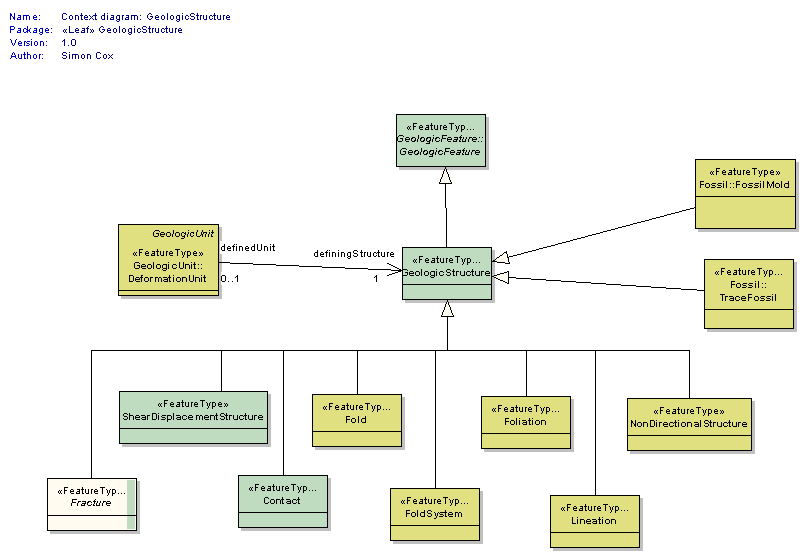 Name: Context diagram: GeologicStructure
Package: «Leaf» GeologicStructure
Version: 1.0
Author: Simon Cox
«FeatureTyp...
GeologicFeature::
GeologicFeature
«FeatureType»
Fossil::FossilMold
GeologicUnit
«FeatureType»
GeologicUnit::
DeformationUnit
definedUnit
0..1
definingStructure
1
«FeatureTyp...
GeologicStructure
«FeatureTyp...
Fossil::
TraceFossil
«FeatureType»
ShearDisplacementStructure
«FeatureTyp...
Fold
«FeatureTyp...
Foliation
«FeatureType»
NonDirectionalStructure
«FeatureTyp...
Fracture
«FeatureTyp...
Contact
«FeatureTyp...
FoldSystem
«FeatureTyp...
Lineation